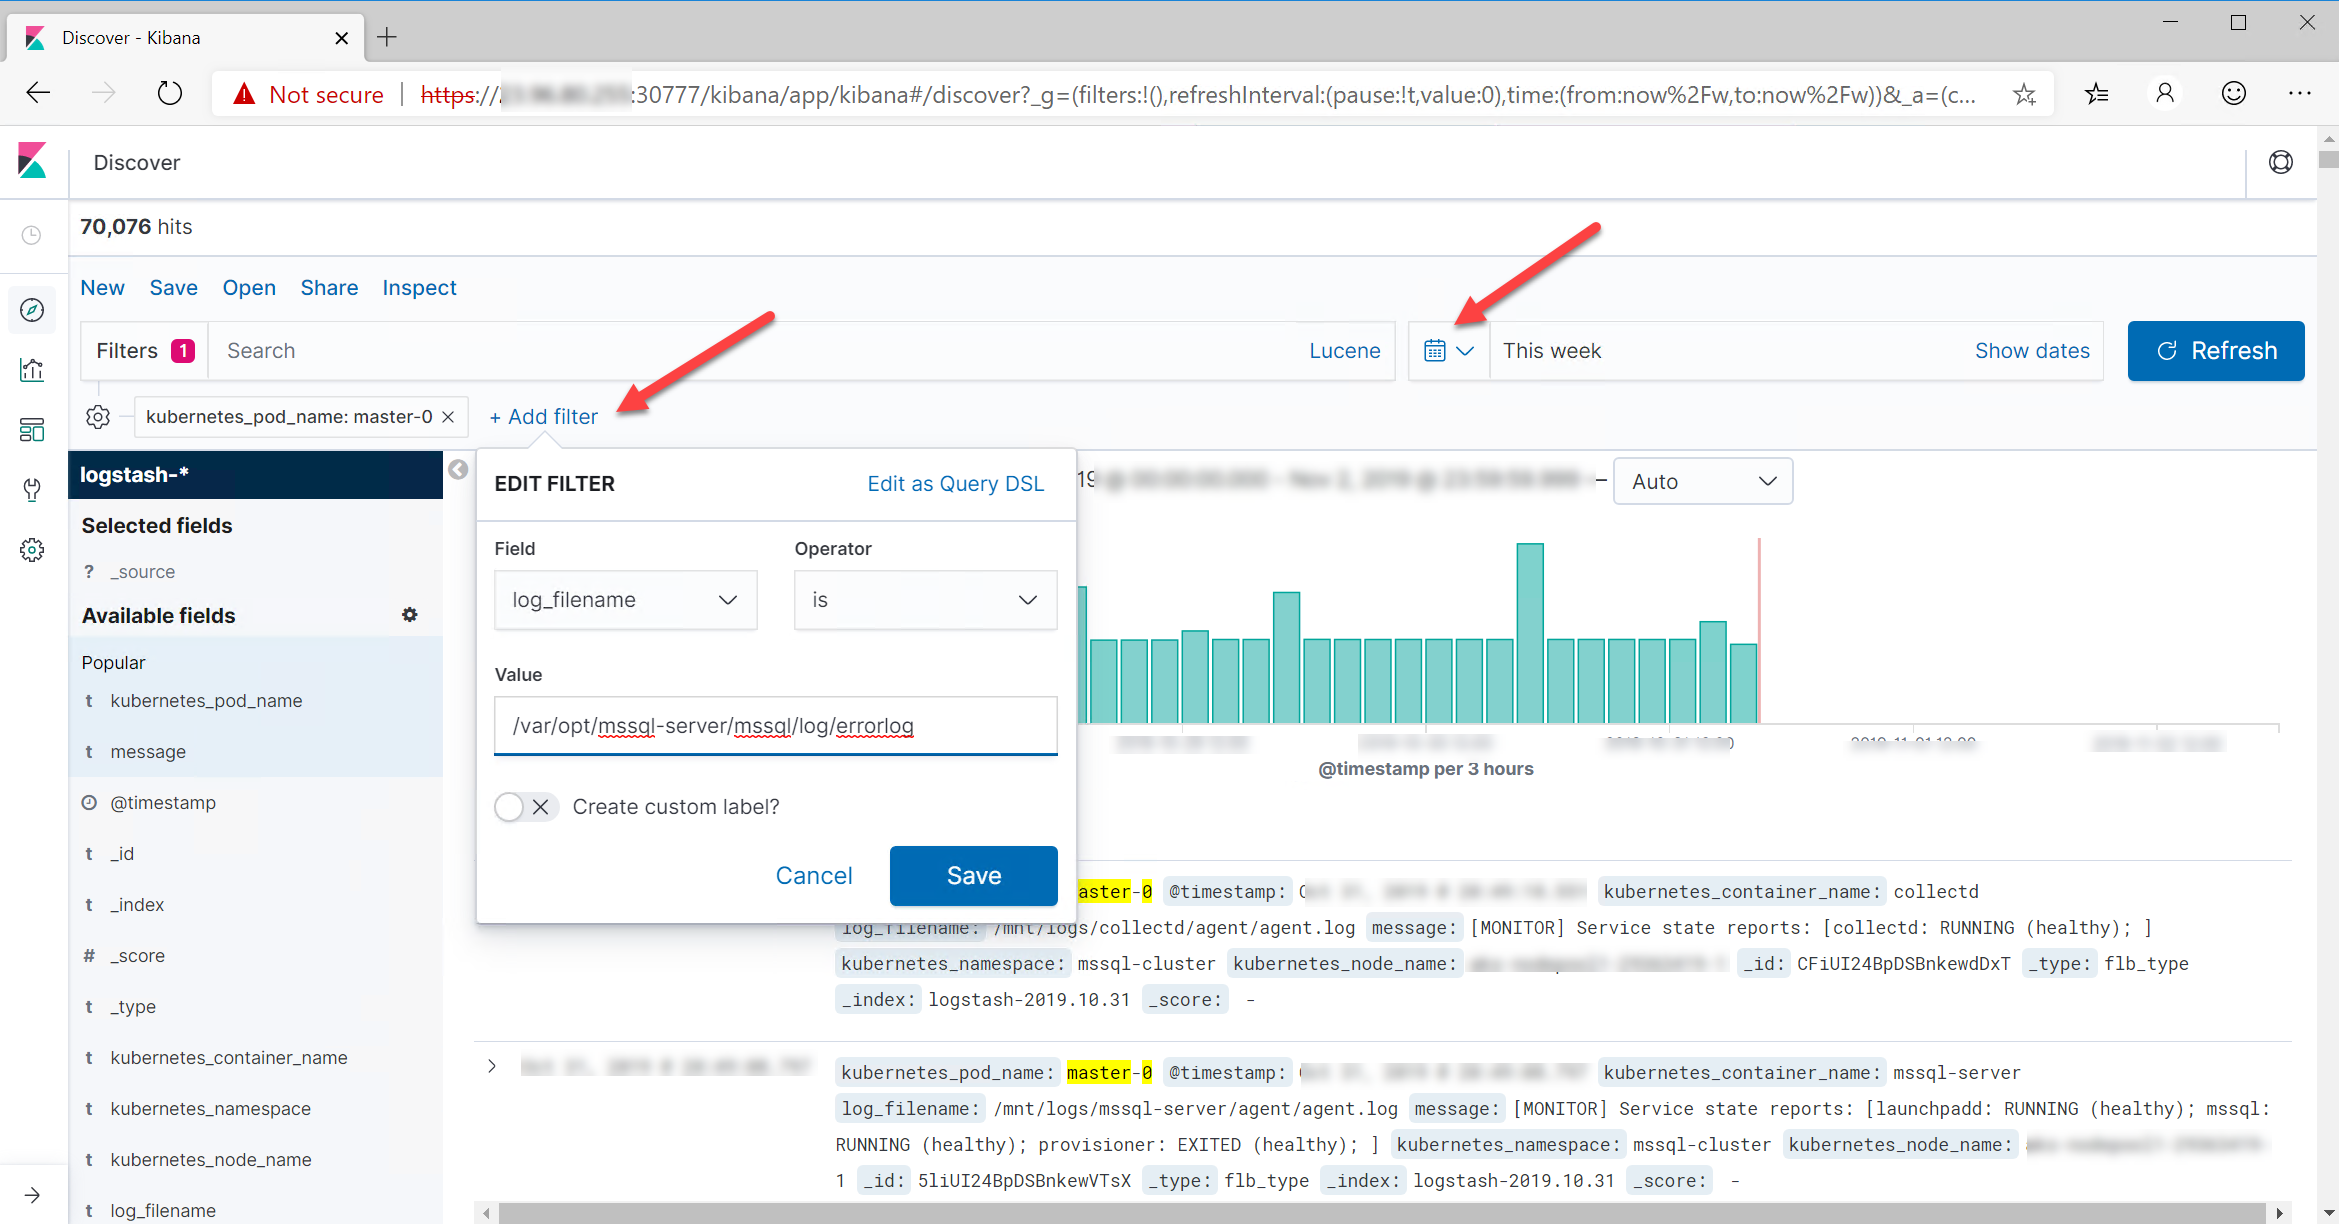 Discover - Kibana
Not secure | https://
:30777/kibana/app/kibana#/discover?_g=(filters:!(),refreshInterval:(pause:!t,value:0),time:(from:now%2Fw,to:now%2Fw))&_a=(c...
Discover
70,076 hits
New Save Open Share Inspect
Filters 1 Search Lucene This week Show dates Refresh
kubernetes_pod_name: master-0 + Add filter
logstash-*
Selected fields
? _source
Available fields
Popular
t kubernetes_pod_name
t message
@timestamp
t _id
t _index
# _score
t _type
t kubernetes_container_name
t kubernetes_namespace
t kubernetes_node_name
t log_filename
EDIT FILTER Edit as Query DSL
Field Operator
log_filename is
Value
/var/opt/mssql-server/mssql/log/errorlog
Create custom label?
Cancel Save
– Auto
@timestamp per 3 hours
aster-0 @timestamp: kubernetes_container_name: collectd
log_filename: /mnt/logs/collectd/agent/agent.log message: [MONITOR] Service state reports: [collectd: RUNNING (healthy); ]
kubernetes_namespace: mssql-cluster kubernetes_node_name: _id: CFiUI24BpDSBnkewdDxT _type: flb_type
_index: logstash-2019.10.31 _score: -
kubernetes_pod_name: master-0 @timestamp: kubernetes_container_name: mssql-server
log_filename: /mnt/logs/mssql-server/agent/agent.log message: [MONITOR] Service state reports: [launchpadd: RUNNING (healthy); mssql:
RUNNING (healthy); provisioner: EXITED (healthy); ] kubernetes_namespace: mssql-cluster kubernetes_node_name:
1 _id: 5liUI24BpDSBnkewVTsX _type: flb_type _index: logstash-2019.10.31 _score: -